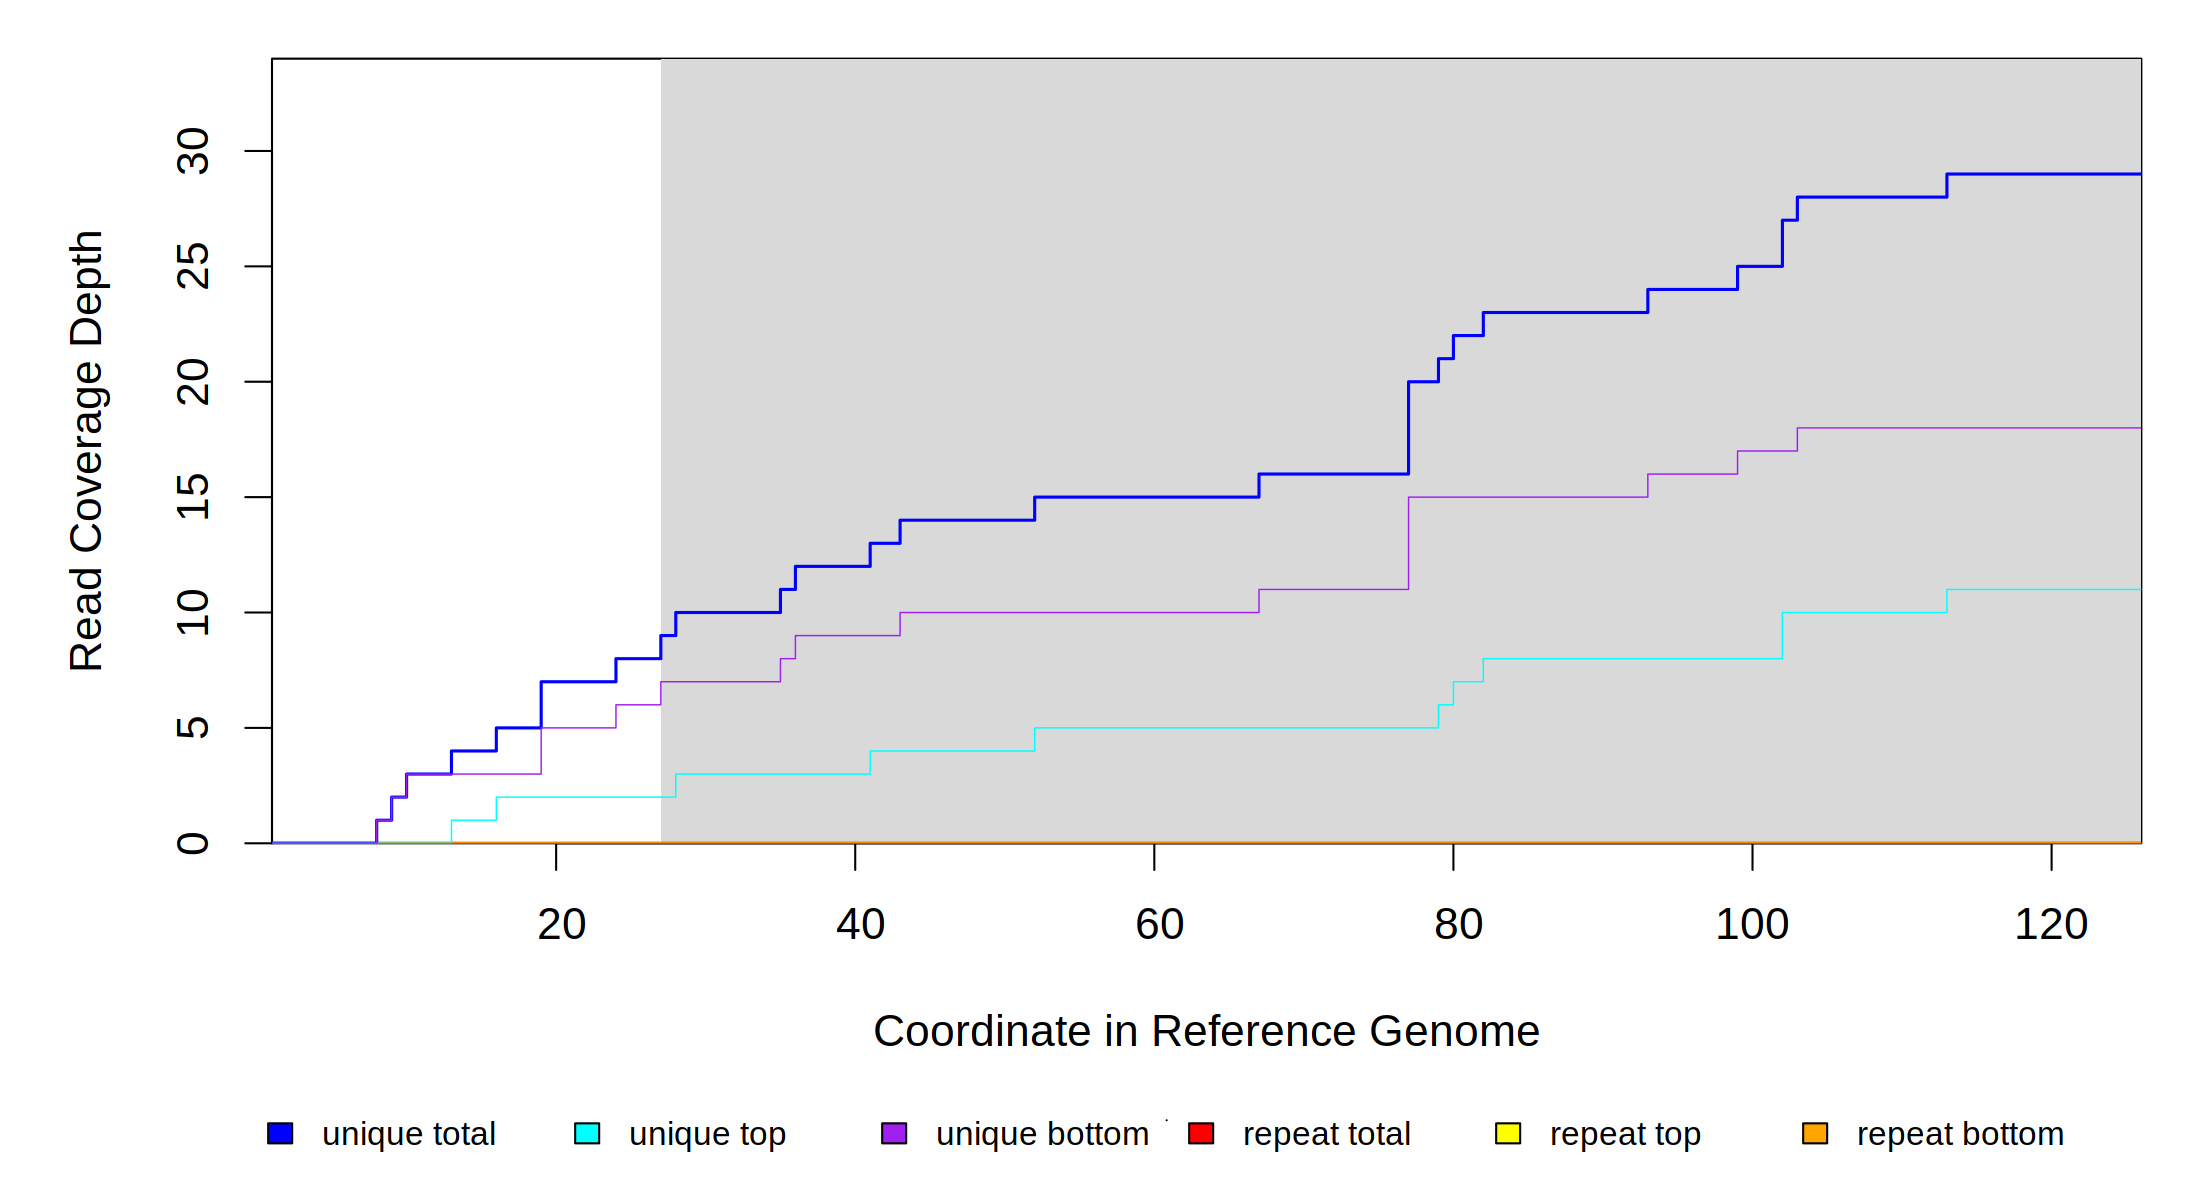 Read Coverage Depth
30
25
20
15
10
5
0
20 40 60 80 100 120
Coordinate in Reference Genome
unique total unique top unique bottom repeat total repeat top repeat bottom